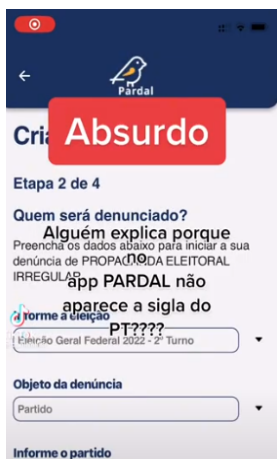 Pardal
Cria
Absurdo
Etapa 2 de 4
Quem será denunciado?
Alguém explica porque
no
app PARDAL não
aparece a sigla do
PT????
Preencha os dados abaixo para iniciar a sua
denúncia de PROPAGANDA ELEITORAL
IRREGULAR
Informe a eleição
Eleição Geral Federal 2022 - 2º Turno
Objeto da denúncia
Partido
Informe o partido